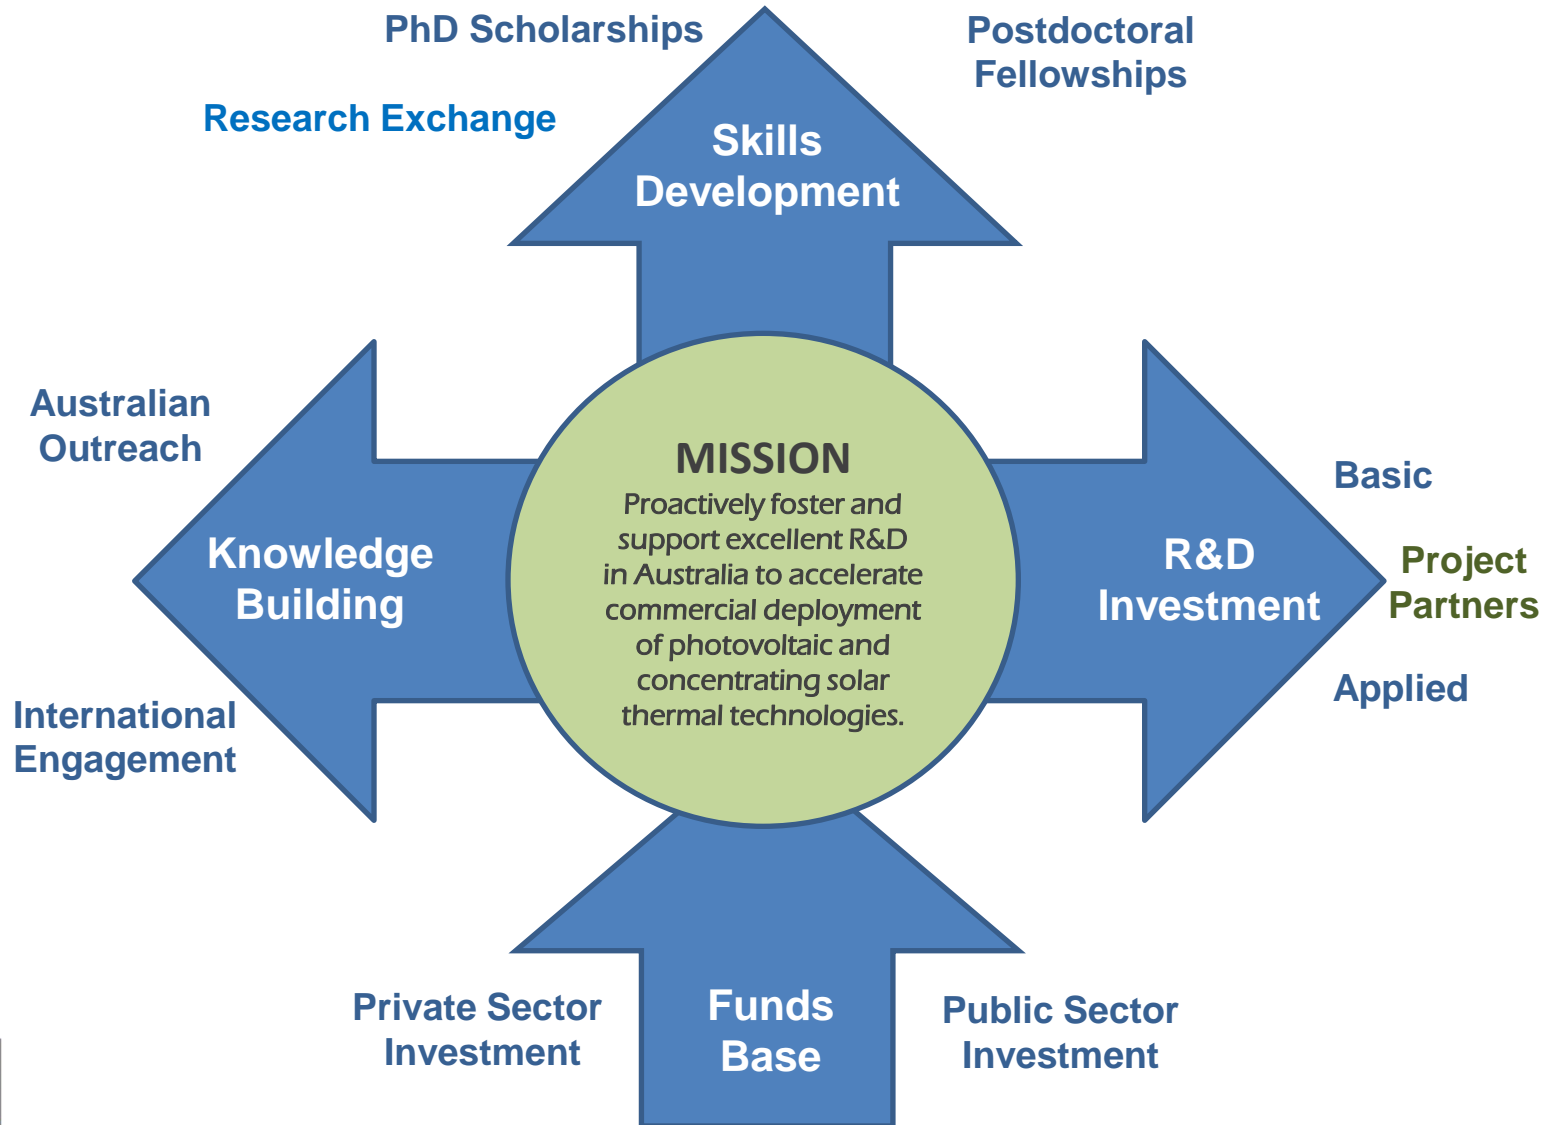 PhD Scholarships
Postdoctoral
Fellowships
Research Exchange
Skills
Development
Australian
Outreach
Knowledge
Building
International
Engagement
MISSION
Proactively foster and
support excellent R&D
in Australia to accelerate
commercial deployment
of photovoltaic and
concentrating solar
thermal technologies.
R&D
Investment
Basic
Project
Partners
Applied
Private Sector
Investment
Funds
Base
Public Sector
Investment